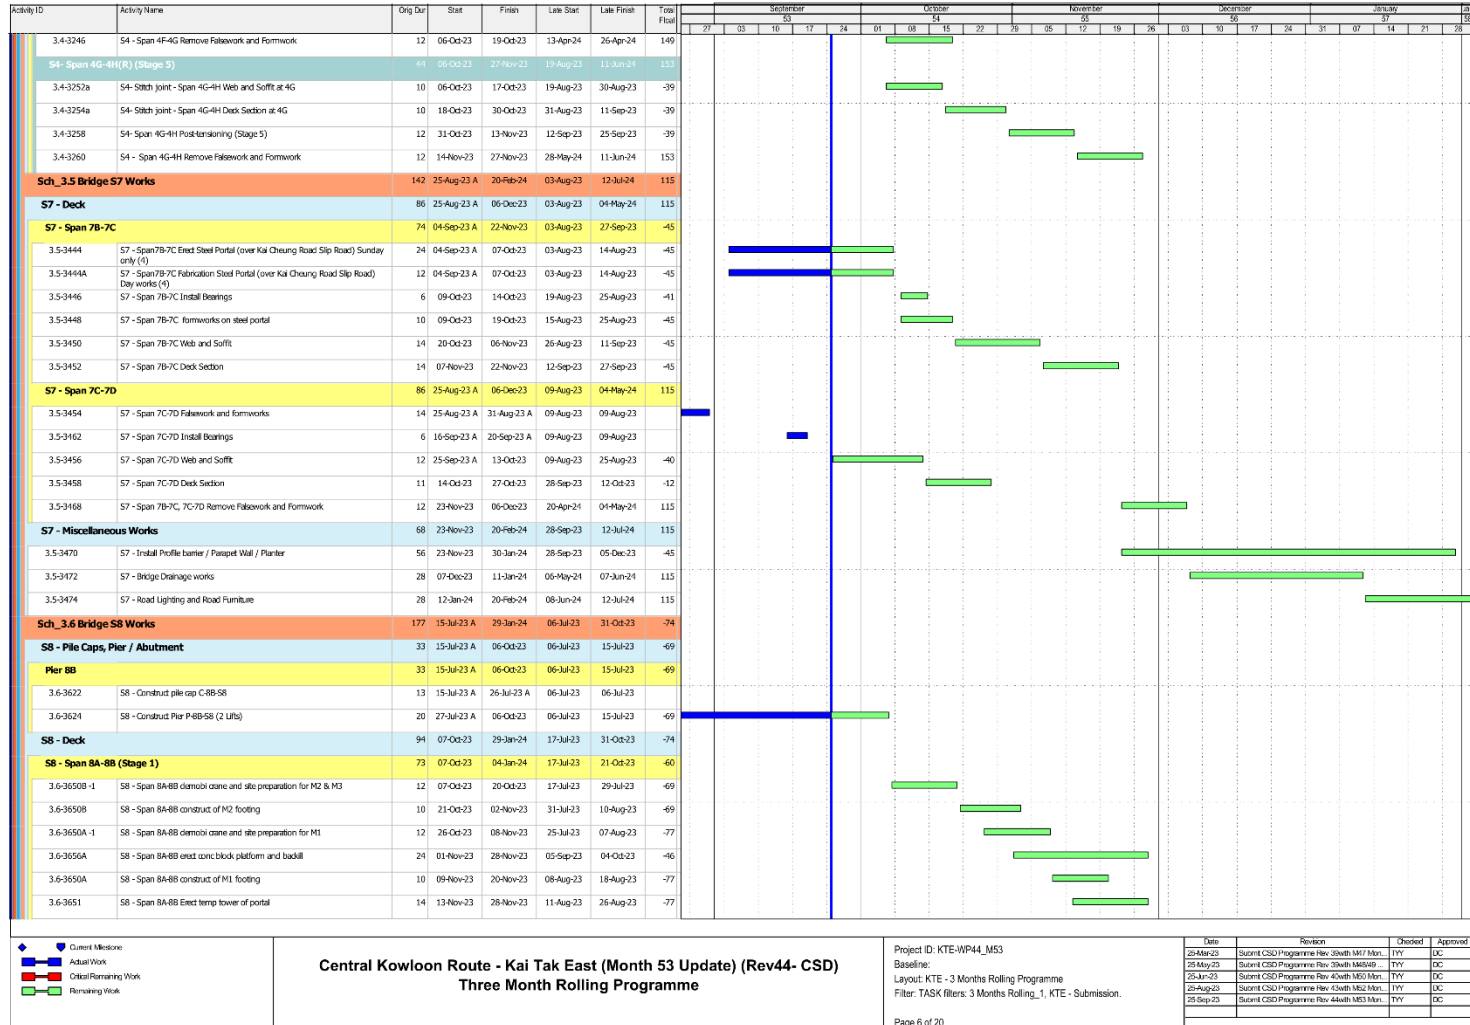 Activity ID Activity Name Orig Dur Start Finish Late Start Late Finish Total Float
September October November December January
53 54 55 56 57
27 03 10 17 24 01 08 15 22 29 05 12 19 26 03 10 17 24 31 07 14 21 28
3.4-3246 S4 - Span 4F-4G Remove Falsework and Formwork 12 06-Oct-23 19-Oct-23 13-Apr-24 26-Apr-24 149
S4- Span 4G-4H(R) (Stage 5) 44 06-Oct-23 27-Nov-23 19-Aug-23 11-Jun-24 153
3.4-3252a S4- Stitch joint - Span 4G-4H Web and Soffit at 4G 10 06-Oct-23 17-Oct-23 19-Aug-23 30-Aug-23 -39
3.4-3254a S4- Stitch joint - Span 4G-4H Deck Section at 4G 10 18-Oct-23 30-Oct-23 31-Aug-23 11-Sep-23 -39
3.4-3258 S4- Span 4G-4H Post-tensioning (Stage 5) 12 31-Oct-23 13-Nov-23 12-Sep-23 25-Sep-23 -39
3.4-3260 S4 - Span 4G-4H Remove Falsework and Formwork 12 14-Nov-23 27-Nov-23 28-May-24 11-Jun-24 153
Sch_3.5 Bridge S7 Works 142 25-Aug-23 A 20-Feb-24 03-Aug-23 12-Jul-24 115
S7 - Deck 86 25-Aug-23 A 06-Dec-23 03-Aug-23 04-May-24 115
S7 - Span 7B-7C 74 04-Sep-23 A 22-Nov-23 03-Aug-23 27-Sep-23 -45
3.5-3444 S7 - Span7B-7C Erect Steel Portal (over Kai Cheung Road Slip Road) Sunday 24 04-Sep-23 A 07-Oct-23 03-Aug-23 14-Aug-23 -45
only (4)
3.5-3444A S7 - Span7B-7C Fabrication Steel Portal (over Kai Cheung Road Slip Road) 12 04-Sep-23 A 07-Oct-23 03-Aug-23 14-Aug-23 -45
Day works (4)
3.5-3446 S7 - Span 7B-7C Install Bearings 6 09-Oct-23 14-Oct-23 19-Aug-23 25-Aug-23 -41
3.5-3448 S7 - Span 7B-7C formworks on steel portal 10 09-Oct-23 19-Oct-23 15-Aug-23 25-Aug-23 -45
3.5-3450 S7 - Span 7B-7C Web and Soffit 14 20-Oct-23 06-Nov-23 26-Aug-23 11-Sep-23 -45
3.5-3452 S7 - Span 7B-7C Deck Section 14 07-Nov-23 22-Nov-23 12-Sep-23 27-Sep-23 -45
S7 - Span 7C-7D 86 25-Aug-23 A 06-Dec-23 09-Aug-23 04-May-24 115
3.5-3454 S7 - Span 7C-7D Falsework and formworks 14 25-Aug-23 A 31-Aug-23 A 09-Aug-23 09-Aug-23
3.5-3462 S7 - Span 7C-7D Install Bearings 6 16-Sep-23 A 20-Sep-23 A 09-Aug-23 09-Aug-23
3.5-3456 S7 - Span 7C-7D Web and Soffit 12 25-Sep-23 A 13-Oct-23 09-Aug-23 25-Aug-23 -40
3.5-3458 S7 - Span 7C-7D Deck Section 11 14-Oct-23 27-Oct-23 28-Sep-23 12-Oct-23 -12
3.5-3468 S7 - Span 7B-7C, 7C-7D Remove Falsework and Formwork 12 23-Nov-23 06-Dec-23 20-Apr-24 04-May-24 115
S7 - Miscellaneous Works 68 23-Nov-23 20-Feb-24 28-Sep-23 12-Jul-24 115
3.5-3470 S7 - Install Profile barrier / Parapet Wall / Planter 56 23-Nov-23 30-Jan-24 28-Sep-23 05-Dec-23 -45
3.5-3472 S7 - Bridge Drainage works 28 07-Dec-23 11-Jan-24 06-May-24 07-Jun-24 115
3.5-3474 S7 - Road Lighting and Road Furniture 28 12-Jan-24 20-Feb-24 08-Jun-24 12-Jul-24 115
Sch_3.6 Bridge S8 Works 177 15-Jul-23 A 29-Jan-24 06-Jul-23 31-Oct-23 -74
S8 - Pile Caps, Pier / Abutment 33 15-Jul-23 A 06-Oct-23 06-Jul-23 15-Jul-23 -69
Pier 8B 33 15-Jul-23 A 06-Oct-23 06-Jul-23 15-Jul-23 -69
3.6-3622 S8 - Construct pile cap C-8B-S8 13 15-Jul-23 A 26-Jul-23 A 06-Jul-23 06-Jul-23
3.6-3624 S8 - Construct Pier P-8B-S8 (2 Lifts) 20 27-Jul-23 A 06-Oct-23 06-Jul-23 15-Jul-23 -69
S8 - Deck 94 07-Oct-23 29-Jan-24 17-Jul-23 31-Oct-23 -74
S8 - Span 8A-8B (Stage 1) 73 07-Oct-23 04-Jan-24 17-Jul-23 21-Oct-23 -60
3.6-3650B -1 S8 - Span 8A-8B demobi crane and site preparation for M2 & M3 12 07-Oct-23 20-Oct-23 17-Jul-23 29-Jul-23 -69
3.6-3650B S8 - Span 8A-8B construct of M2 footing 10 21-Oct-23 02-Nov-23 31-Jul-23 10-Aug-23 -69
3.6-3650A -1 S8 - Span 8A-8B demobi crane and site preparation for M1 12 26-Oct-23 08-Nov-23 25-Jul-23 07-Aug-23 -77
3.6-3656A S8 - Span 8A-8B erect conc block platform and backill 24 01-Nov-23 28-Nov-23 05-Sep-23 04-Oct-23 -46
3.6-3650A S8 - Span 8A-8B construct of M1 footing 10 09-Nov-23 20-Nov-23 08-Aug-23 18-Aug-23 -77
3.6-3651 S8 - Span 8A-8B Erect temp tower of portal 14 13-Nov-23 28-Nov-23 11-Aug-23 26-Aug-23 -77
Current Milestone
Actual Work
Critical Remaining Work
Remaining Work
Central Kowloon Route - Kai Tak East (Month 53 Update) (Rev44- CSD)
Three Month Rolling Programme
Project ID: KTE-WP44_M53
Baseline:
Layout: KTE - 3 Months Rolling Programme
Filter: TASK filters: 3 Months Rolling_1, KTE - Submission.
Page 6 of 20
Date Revision Checked Approved
25-Mar-23 Submit CSD Programme Rev 39with M47 Mon... TYY DC
25-May-23 Submit CSD Programme Rev 39with M48/49 ... TYY DC
25-Jun-23 Submit CSD Programme Rev 40with M50 Mon... TYY DC
25-Aug-23 Submit CSD Programme Rev 43with M52 Mon... TYY DC
25-Sep-23 Submit CSD Programme Rev 44with M53 Mon... TYY DC